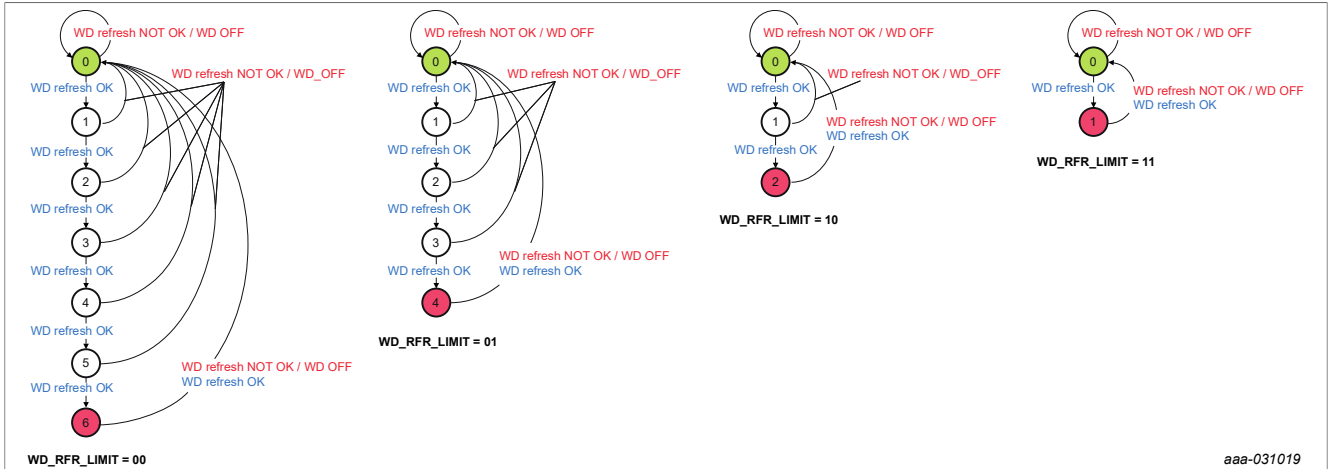 WD refresh NOT OK / WD OFF
0
WD refresh NOT OK / WD_OFF
WD refresh OK
1
WD refresh OK
2
WD refresh OK
3
WD refresh OK
4
WD refresh OK
5
WD refresh NOT OK / WD OFF
WD refresh OK
WD refresh OK
6
WD_RFR_LIMIT = 00
WD refresh NOT OK / WD OFF
0
WD refresh NOT OK / WD_OFF
WD refresh OK
1
WD refresh OK
2
WD refresh OK
3
WD refresh NOT OK / WD OFF
WD refresh OK
WD refresh OK
4
WD_RFR_LIMIT = 01
WD refresh NOT OK / WD OFF
0
WD refresh NOT OK / WD_OFF
WD refresh OK
1
WD refresh NOT OK / WD OFF
WD refresh OK
WD refresh OK
2
WD_RFR_LIMIT = 10
WD refresh NOT OK / WD OFF
0
WD refresh OK
WD refresh NOT OK / WD OFF
WD refresh OK
1
WD_RFR_LIMIT = 11
aaa-031019